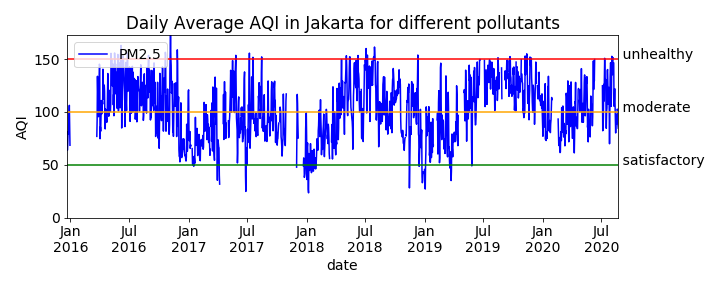 Daily Average AQI in Jakarta for different pollutants
PM2.5
AQI
150
100
50
0
unhealthy
moderate
satisfactory
Jan Jul Jan Jul Jan Jul Jan Jul Jan Jul
2016 2016 2017 2017 2018 2018 2019 2019 2020 2020
date